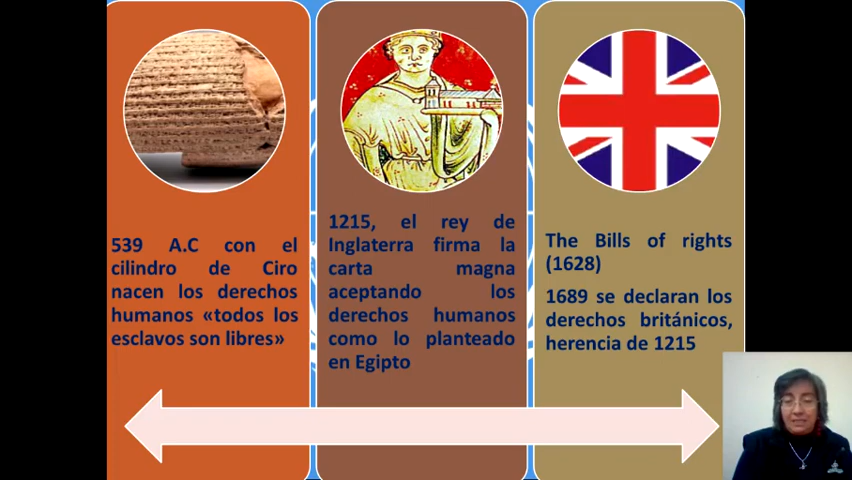 539 A.C con el
cilindro de Ciro
nacen los derechos
humanos «todos los
esclavos son libres»
1215, el rey de
Inglaterra firma la
carta magna
aceptando los
derechos humanos
como lo planteado
en Egipto
The Bills of rights
(1628)
1689 se declaran los
derechos británicos,
herencia de 1215